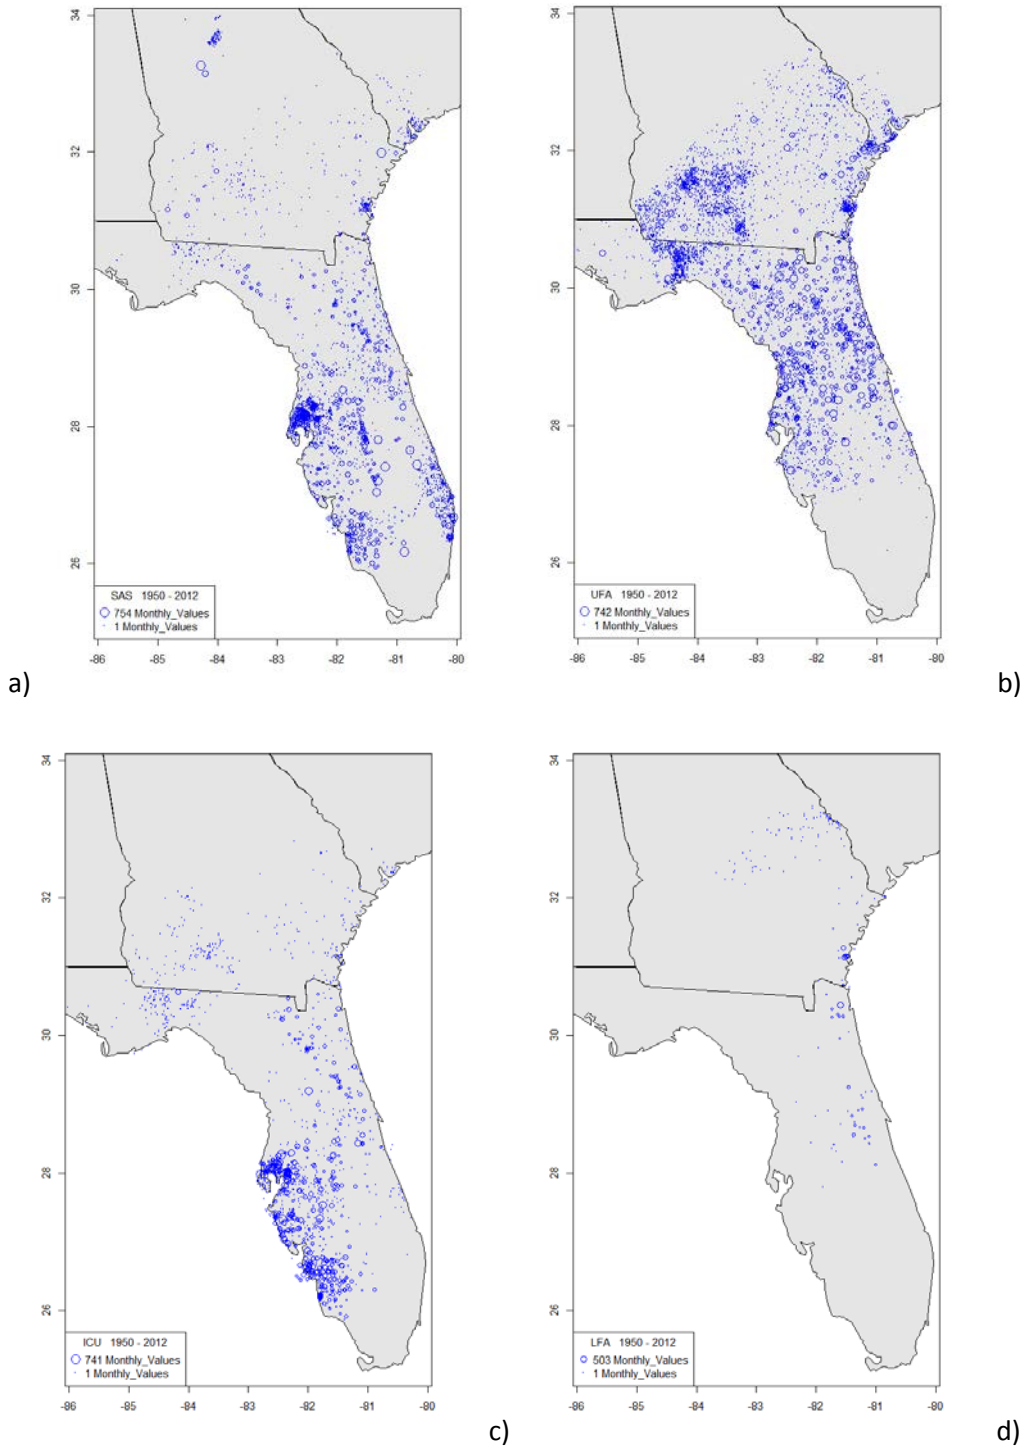 34
32
30
28
26
SAS 1950 - 2012
754 Monthly_Values
1 Monthly_Values
-86 -85 -84 -83 -82 -81 -80
a)
34
32
30
28
26
UFA 1950 - 2012
742 Monthly_Values
1 Monthly_Values
-86 -85 -84 -83 -82 -81 -80
b)
34
32
30
28
26
ICU 1950 - 2012
741 Monthly_Values
1 Monthly_Values
-86 -85 -84 -83 -82 -81 -80
c)
34
32
30
28
26
LFA 1950 - 2012
503 Monthly_Values
1 Monthly_Values
-86 -85 -84 -83 -82 -81 -80
d)